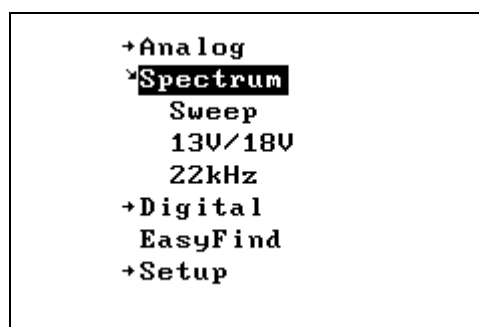 →Analog
↘Spectrum
Sweep
13V/18V
22kHz
→Digital
EasyFind
→Setup